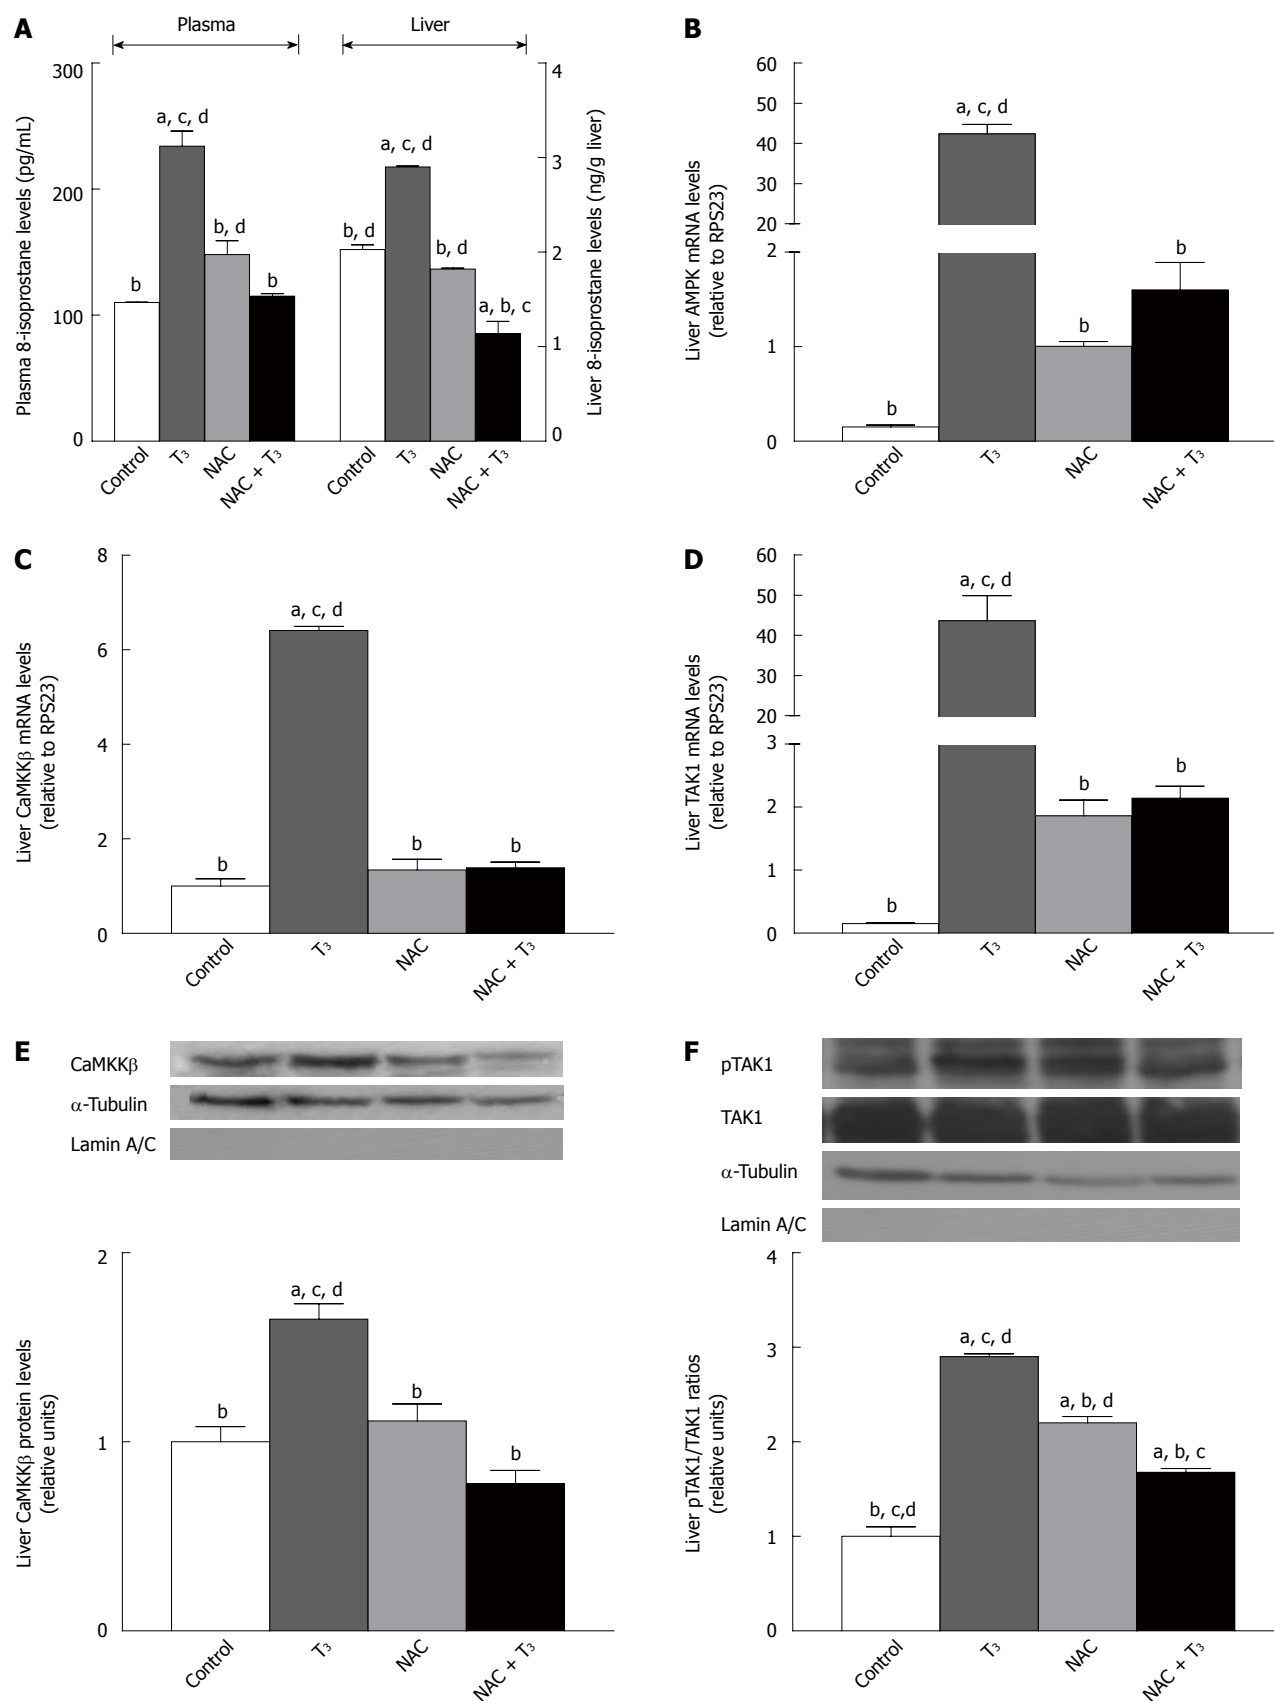 A
Plasma
Liver
Plasma 8-isoprostane levels (pg/mL)
300
200
100
0
4
3
2
1
0
Liver 8-isoprostane levels (ng/g liver)
b
a, c, d
b, d
b
b, d
a, c, d
b, d
a, b, c
Control
T₃
NAC
NAC + T₃
Control
T₃
NAC
NAC + T₃
B
Liver AMPK mRNA levels
(relative to RPS23)
60
50
40
30
20
2
1
0
b
a, c, d
b
b
Control
T₃
NAC
NAC + T₃
C
Liver CaMKKβ mRNA levels
(relative to RPS23)
8
6
4
2
0
b
a, c, d
b
b
Control
T₃
NAC
NAC + T₃
D
Liver TAK1 mRNA levels
(relative to RPS23)
60
50
40
30
20
3
2
1
0
b
a, c, d
b
b
Control
T₃
NAC
NAC + T₃
E
CaMKKβ
α-Tubulin
Lamin A/C
Liver CaMKKβ protein levels
(relative units)
2
1
0
b
a, c, d
b
b
Control
T₃
NAC
NAC + T₃
F
pTAK1
TAK1
α-Tubulin
Lamin A/C
Liver pTAK1/TAK1 ratios
(relative units)
4
3
2
1
0
b, c,d
a, c, d
a, b, d
a, b, c
Control
T₃
NAC
NAC + T₃